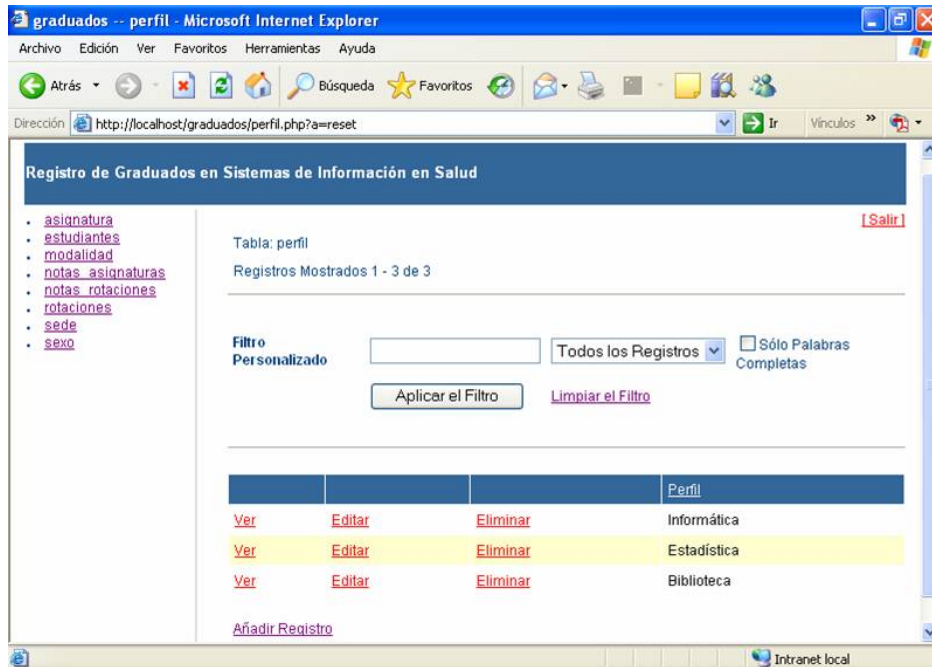 graduados -- perfil - Microsoft Internet Explorer
Archivo Edición Ver Favoritos Herramientas Ayuda
Atrás Búsqueda Favoritos
Dirección http://localhost/graduados/perfil.php?a=reset Ir Vínculos »
Registro de Graduados en Sistemas de Información en Salud
[ Salir ]
asignatura
estudiantes
modalidad
notas_asignaturas
notas_rotaciones
rotaciones
sede
sexo
Tabla: perfil
Registros Mostrados 1 - 3 de 3
Filtro Personalizado
Todos los Registros
Sólo Palabras Completas
Aplicar el Filtro Limpiar el Filtro
Perfil
Ver Editar Eliminar Informática
Ver Editar Eliminar Estadística
Ver Editar Eliminar Biblioteca
Añadir Registro
Intranet local